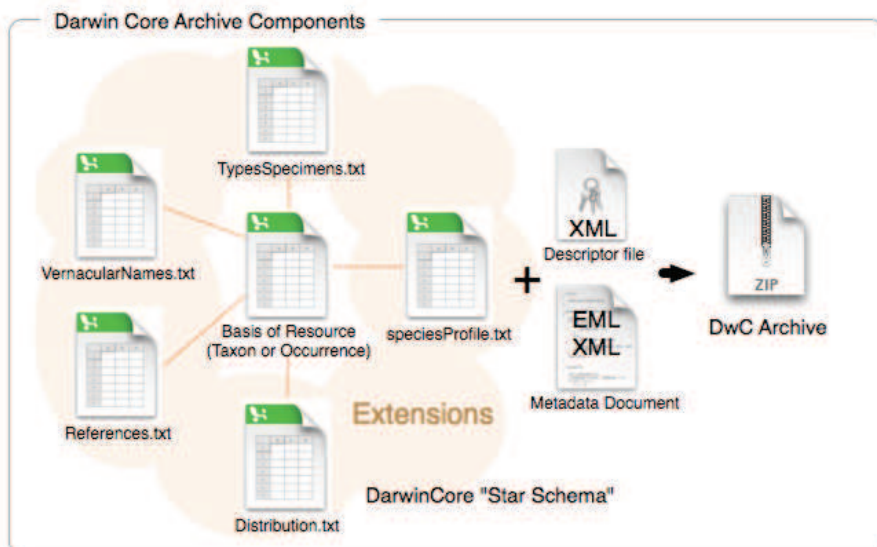 Darwin Core Archive Components
TypesSpecimens.txt
VernacularNames.txt
Basis of Resource
(Taxon or Occurrence)
speciesProfile.txt
References.txt
Distribution.txt
Extensions
DarwinCore "Star Schema"
+
XML
Descriptor file
EML
XML
Metadata Document
ZIP
DwC Archive